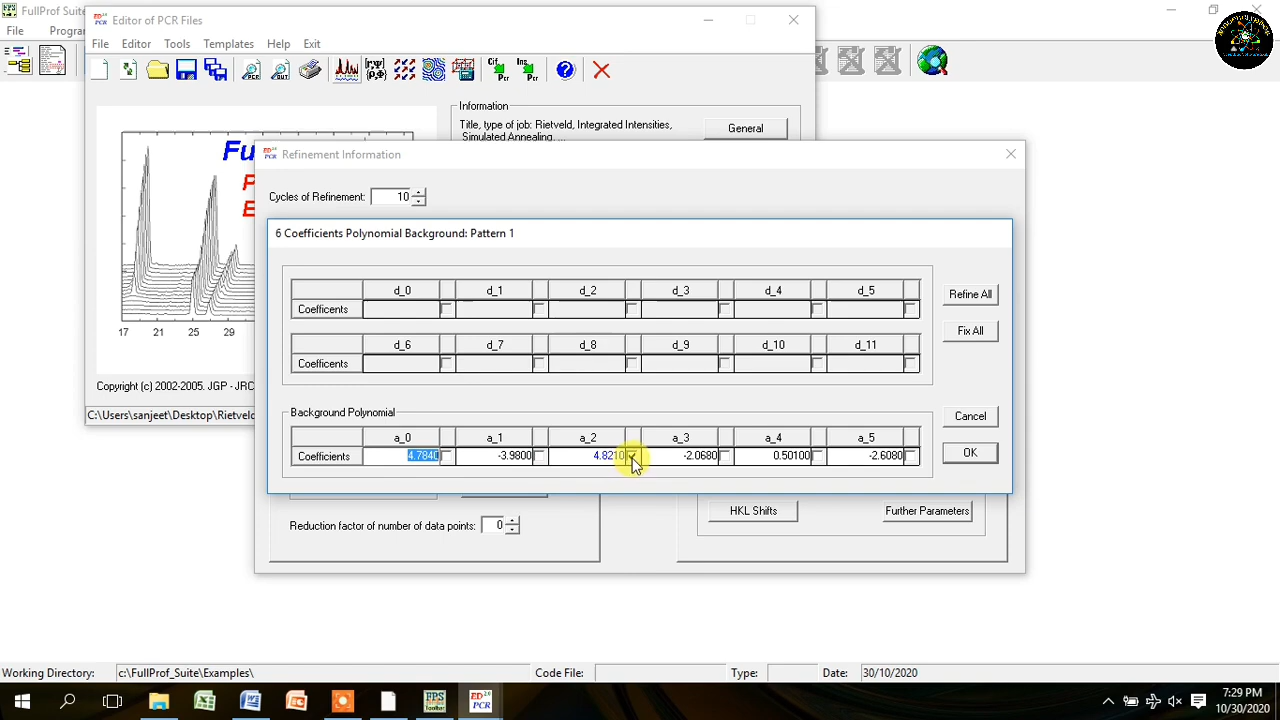 FullProf Su
Editor of PCR Files
File Progran
File Editor Tools Templates Help Exit
Information
Title, type of job: Rietveld, Integrated Intensities,
Simulated Annealing, ...
General
Fu
P
E
17 21 25 29
Copyright (c) 2002-2005. JGP - JRC
C:\Users\sanjeet\Desktop\Rietveld
Refinement Information
Cycles of Refinement: 10
6 Coefficients Polynomial Background: Pattern 1
d_0 d_1 d_2 d_3 d_4 d_5
Coefficients
Refine All
Fix All
d_6 d_7 d_8 d_9 d_10 d_11
Coefficients
Background Polynomial
Cancel
a_0 a_1 a_2 a_3 a_4 a_5
Coefficients 4.7840 -3.9800 4.8210 -2.0680 0.50100 -2.6080
OK
HKL Shifts
Further Parameters
Reduction factor of number of data points: 0
Working Directory: c:\FullProf_Suite\Examples\ Code File: Type: Date: 30/10/2020
7:29 PM
10/30/2020